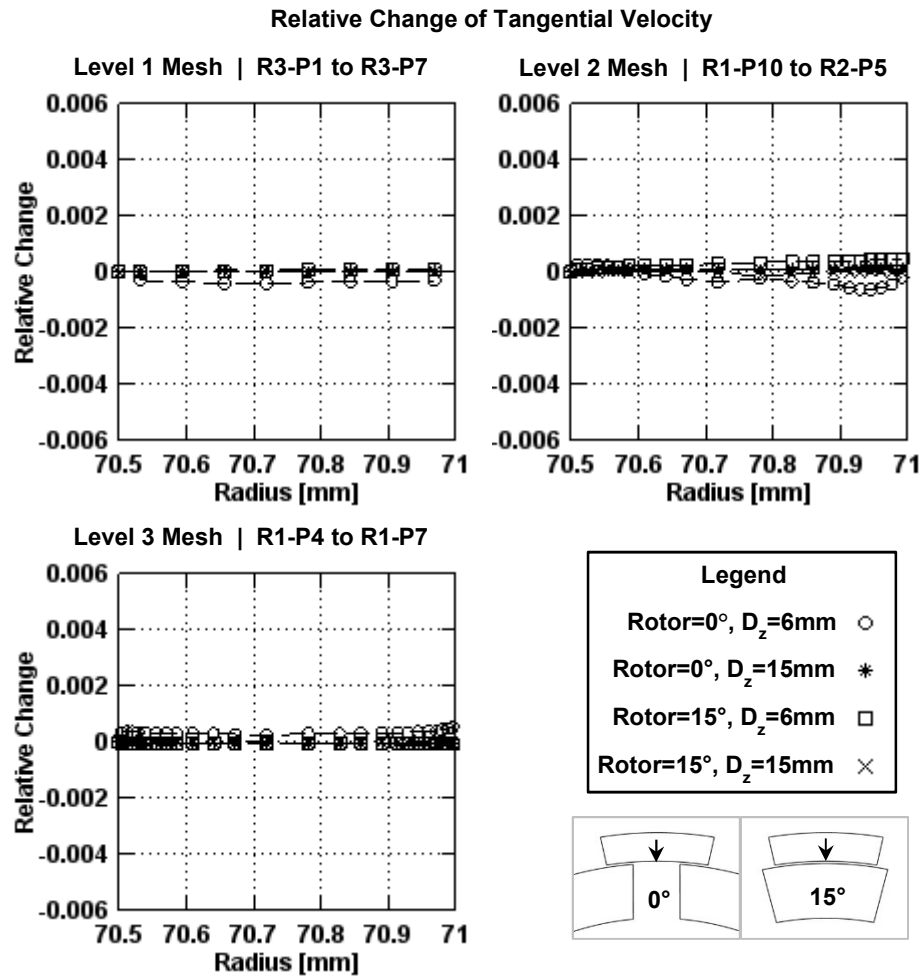 Relative Change of Tangential Velocity
Level 1 Mesh | R3-P1 to R3-P7
0.006
0.004
0.002
0
-0.002
-0.004
-0.006
Relative Change
70.5 70.6 70.7 70.8 70.9 71
Radius [mm]
Level 2 Mesh | R1-P10 to R2-P5
0.006
0.004
0.002
0
-0.002
-0.004
-0.006
70.5 70.6 70.7 70.8 70.9 71
Radius [mm]
Level 3 Mesh | R1-P4 to R1-P7
0.006
0.004
0.002
0
-0.002
-0.004
-0.006
Relative Change
70.5 70.6 70.7 70.8 70.9 71
Radius [mm]
Legend
Rotor=0°, Dz=6mm
Rotor=0°, Dz=15mm
Rotor=15°, Dz=6mm
Rotor=15°, Dz=15mm
0°
15°